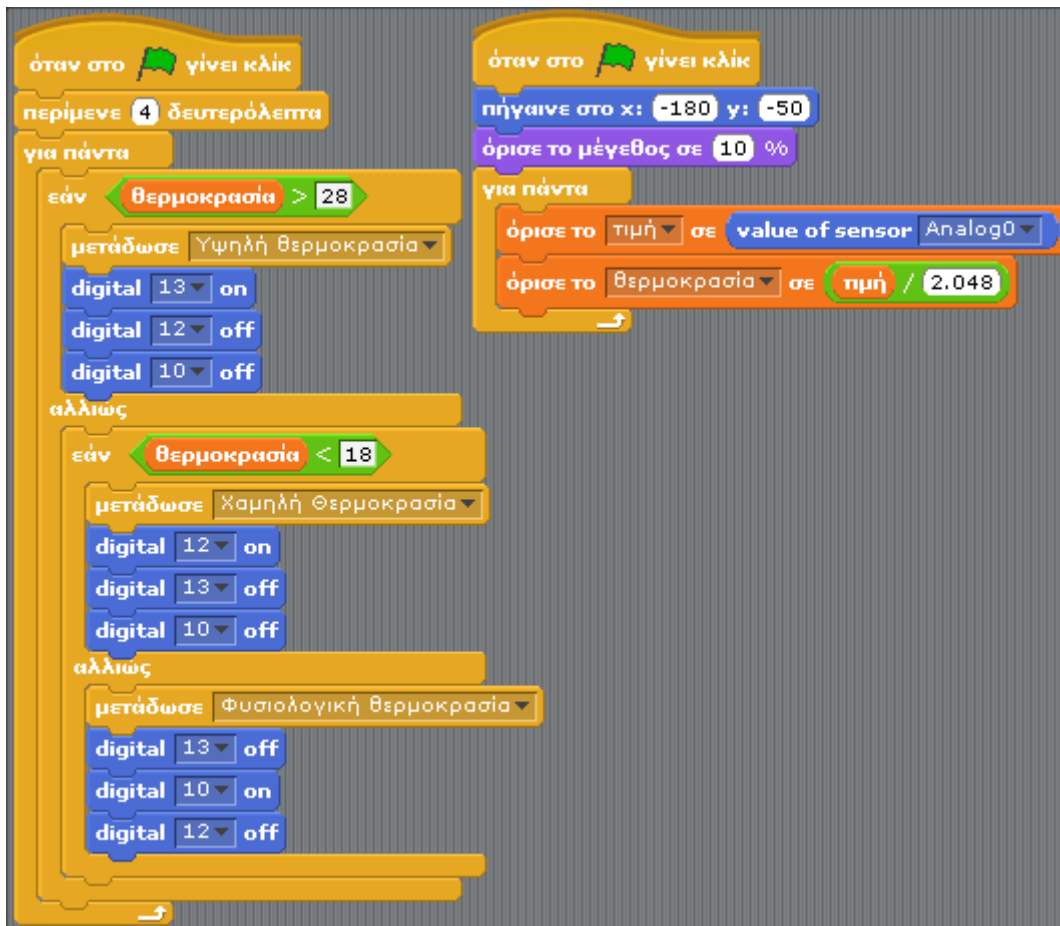 όταν στο γίνει κλίκ
περίμενε 4 δευτερόλεπτα
για πάντα
εάν θερμοκρασία > 28
μετάδωσε Υψηλή θερμοκρασία
digital 13 on
digital 12 off
digital 10 off
αλλιώς
εάν θερμοκρασία < 18
μετάδωσε Χαμηλή Θερμοκρασία
digital 12 on
digital 13 off
digital 10 off
αλλιώς
μετάδωσε Φυσιολογική θερμοκρασία
digital 13 off
digital 10 on
digital 12 off
όταν στο γίνει κλίκ
πήγαινε στο x: -180 y: -50
όρισε το μέγεθος σε 10 %
για πάντα
όρισε το τιμή σε value of sensor Analog0
όρισε το θερμοκρασία σε τιμή / 2.048